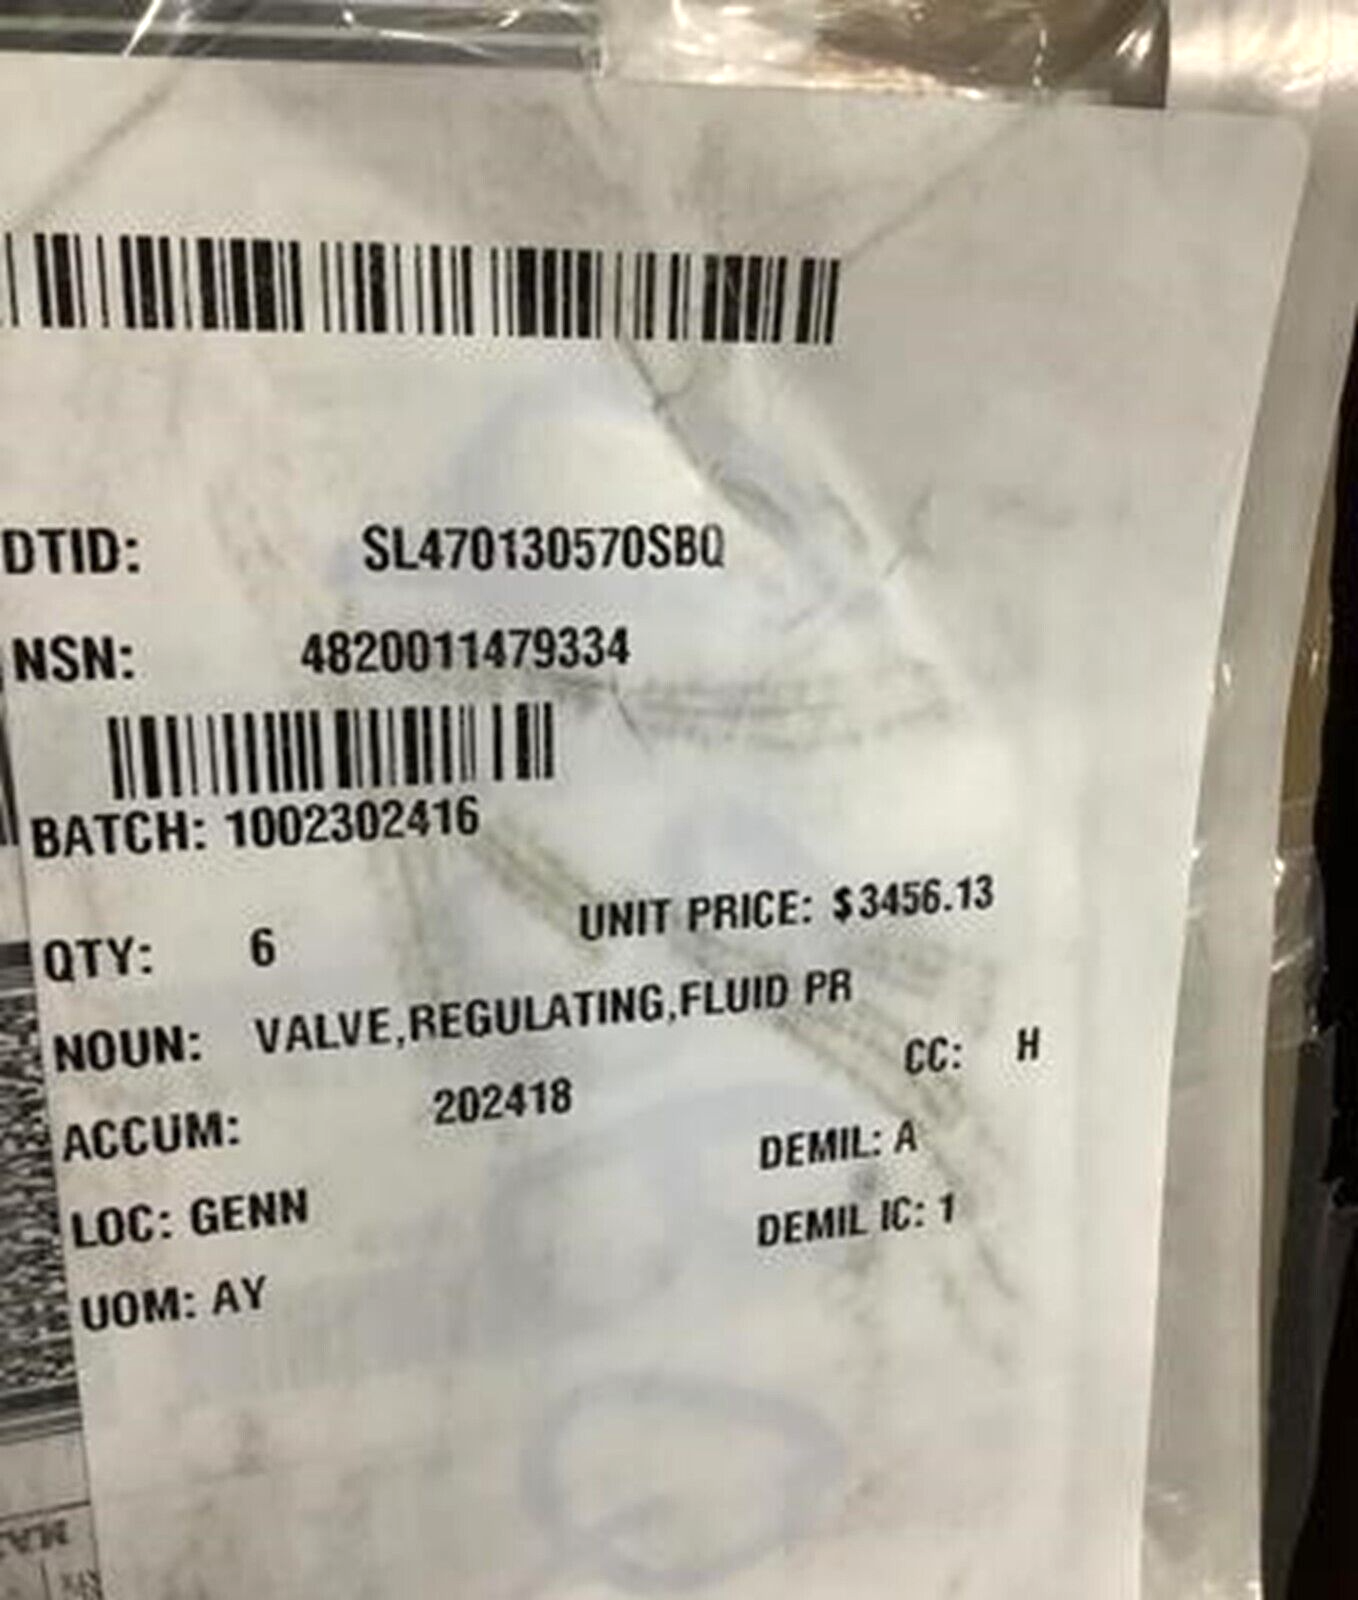 DTID: SL470130570SBQ
NSN: 4820011479334
BATCH: 1002302416
QTY: 6 UNIT PRICE: $3456.13
NOUN: VALVE,REGULATING,FLUID PR
CC: H
ACCUM: 202418
DEMIL: A
LOC: GENN
DEMIL IC: 1
UOM: AY